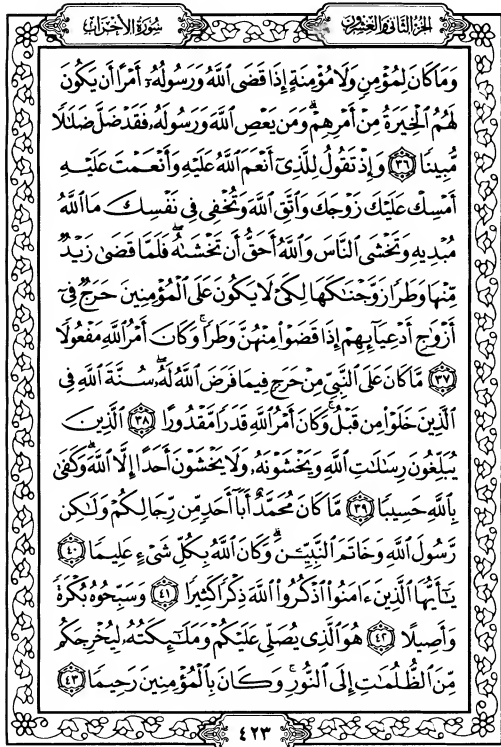 الجزء الثاني والعشرون
سورة الأحزاب
وَمَا كَانَ لِمُؤْمِنٍ وَلَا مُؤْمِنَةٍ إِذَا قَضَى ٱللَّهُ وَرَسُولُهُۥٓ أَمْرًا أَن يَكُونَ
لَهُمُ ٱلْخِيَرَةُ مِنْ أَمْرِهِمْ ۗ وَمَن يَعْصِ ٱللَّهَ وَرَسُولَهُۥ فَقَدْ ضَلَّ ضَلَٰلًا
مُّبِينًا ٣٦ وَإِذْ تَقُولُ لِلَّذِىٓ أَنْعَمَ ٱللَّهُ عَلَيْهِ وَأَنْعَمْتَ عَلَيْهِ
أَمْسِكْ عَلَيْكَ زَوْجَكَ وَٱتَّقِ ٱللَّهَ وَتُخْفِى فِى نَفْسِكَ مَا ٱللَّهُ
مُبْدِيهِ وَتَخْشَى ٱلنَّاسَ وَٱللَّهُ أَحَقُّ أَن تَخْشَىٰهُ ۖ فَلَمَّا قَضَىٰ زَيْدٌ
مِّنْهَا وَطَرًا زَوَّجْنَٰكَهَا لِكَىْ لَا يَكُونَ عَلَى ٱلْمُؤْمِنِينَ حَرَجٌ فِىٓ
أَزْوَٰجِ أَدْعِيَآئِهِمْ إِذَا قَضَوْا۟ مِنْهُنَّ وَطَرًا ۚ وَكَانَ أَمْرُ ٱللَّهِ مَفْعُولًا
٣٧ مَّا كَانَ عَلَى ٱلنَّبِىِّ مِنْ حَرَجٍ فِيمَا فَرَضَ ٱللَّهُ لَهُۥ ۖ سُنَّةَ ٱللَّهِ فِى
ٱلَّذِينَ خَلَوْا۟ مِن قَبْلُ ۚ وَكَانَ أَمْرُ ٱللَّهِ قَدَرًا مَّقْدُورًا ٣٨ ٱلَّذِينَ
يُبَلِّغُونَ رِسَٰلَٰتِ ٱللَّهِ وَيَخْشَوْنَهُۥ وَلَا يَخْشَوْنَ أَحَدًا إِلَّا ٱللَّهَ ۗ وَكَفَىٰ
بِٱللَّهِ حَسِيبًا ٣٩ مَّا كَانَ مُحَمَّدٌ أَبَآ أَحَدٍ مِّن رِّجَالِكُمْ وَلَٰكِن
رَّسُولَ ٱللَّهِ وَخَاتَمَ ٱلنَّبِيِّۦنَ ۗ وَكَانَ ٱللَّهُ بِكُلِّ شَىْءٍ عَلِيمًا ٤٠
يَٰٓأَيُّهَا ٱلَّذِينَ ءَامَنُوا۟ ٱذْكُرُوا۟ ٱللَّهَ ذِكْرًا كَثِيرًا ٤١ وَسَبِّحُوهُ بُكْرَةً
وَأَصِيلًا ٤٢ هُوَ ٱلَّذِى يُصَلِّى عَلَيْكُمْ وَمَلَٰٓئِكَتُهُۥ لِيُخْرِجَكُم
مِّنَ ٱلظُّلُمَٰتِ إِلَى ٱلنُّورِ ۚ وَكَانَ بِٱلْمُؤْمِنِينَ رَحِيمًا ٤٣
٤٢٣